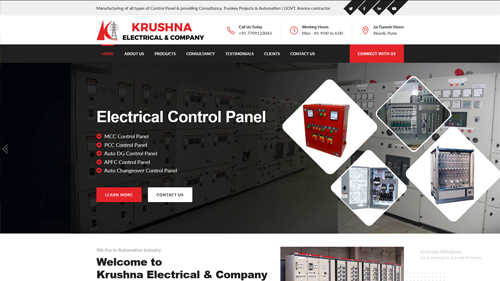 Manufacturing of all types of Control Panel & providing Consultancy, Trunkey Projects & Automation | GOVT. licence contractor
KRUSHNA
ELECTRICAL & COMPANY
Call Us Today
+91 7709123043
Working Hours
Mon - Fri: 9:00 to 6:00
Jai Ganesh Vision
Akurdi, Pune
HOME ABOUT US PRODUCTS CONSULTANCY TESTIMONIALS CLIENTS CONTACT US CONNECT WITH US
Electrical Control Panel
MCC Control Panel
PCC Control Panel
Auto DG Control Panel
APFC Control Panel
Auto Changeover Control Panel
LEARN MORE CONTACT US
We Are In Automation Industry
Welcome to
Krushna Electrical & Company
Activate Windows
Go to Settings to activate Windows.